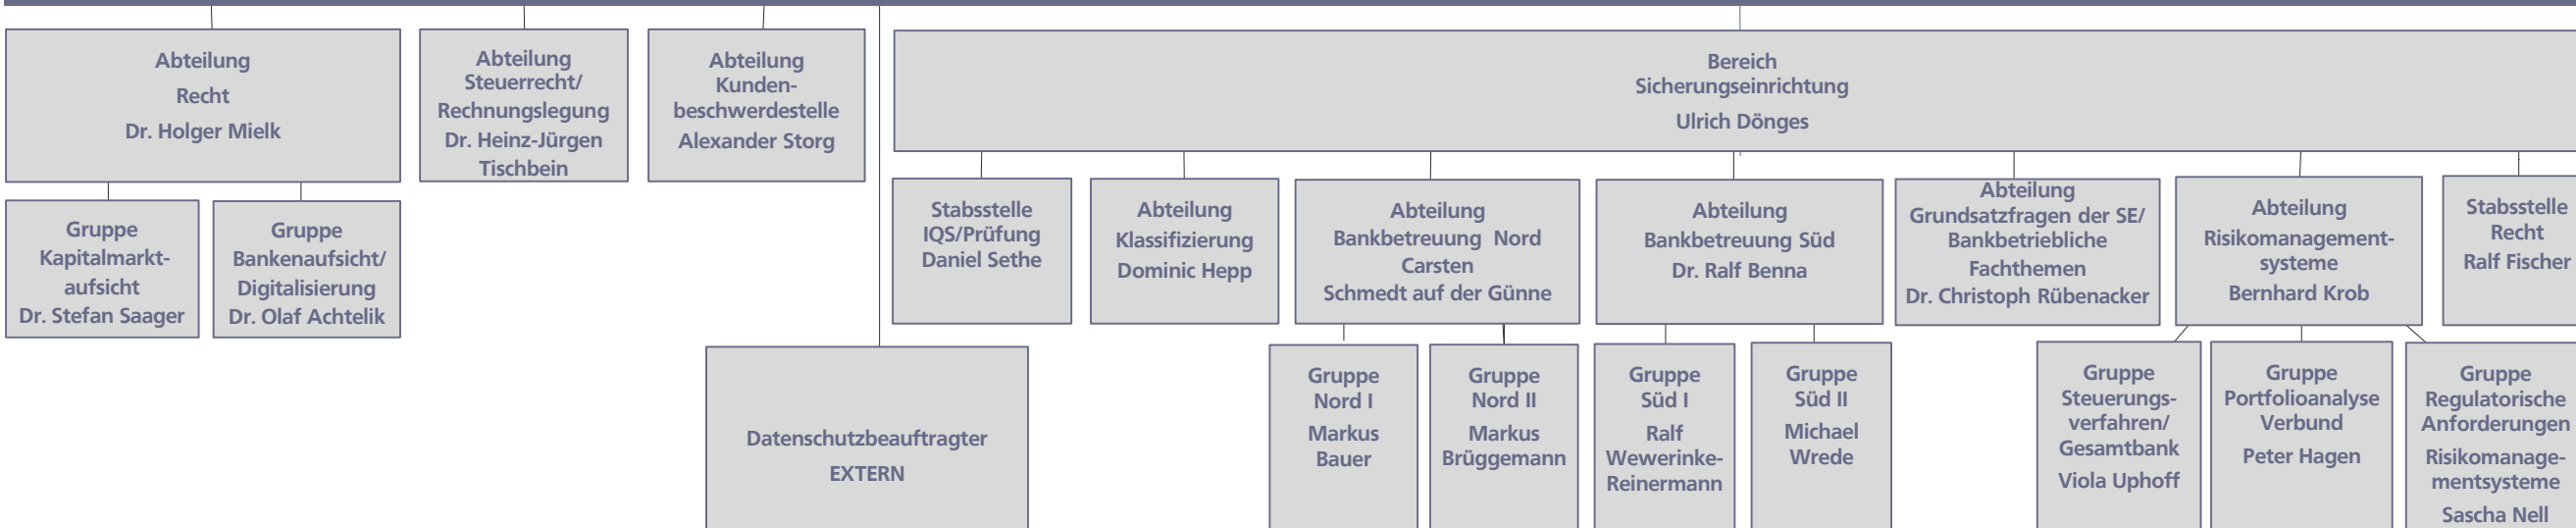 Abteilung
Recht
Dr. Holger Mielk
Abteilung
Steuerrecht/
Rechnungslegung
Dr. Heinz-Jürgen
Tischbein
Abteilung
Kunden-
beschwerdestelle
Alexander Storg
Bereich
Sicherungseinrichtung
Ulrich Dönges
Gruppe
Kapitalmarkt-
aufsicht
Dr. Stefan Saager
Gruppe
Bankenaufsicht/
Digitalisierung
Dr. Olaf Achtelik
Stabsstelle
IQS/Prüfung
Daniel Sethe
Abteilung
Klassifizierung
Dominic Hepp
Abteilung
Bankbetreuung Nord
Carsten
Schmedt auf der Günne
Abteilung
Bankbetreuung Süd
Dr. Ralf Benna
Abteilung
Grundsatzfragen der SE/
Bankbetriebliche
Fachthemen
Dr. Christoph Rübenacker
Abteilung
Risikomanagement-
systeme
Bernhard Krob
Stabsstelle
Recht
Ralf Fischer
Datenschutzbeauftragter
EXTERN
Gruppe
Nord I
Markus
Bauer
Gruppe
Nord II
Markus
Brüggemann
Gruppe
Süd I
Ralf
Wewerinke-
Reinermann
Gruppe
Süd II
Michael
Wrede
Gruppe
Steuerungs-
verfahren/
Gesamtbank
Viola Uphoff
Gruppe
Portfolioanalyse
Verbund
Peter Hagen
Gruppe
Regulatorische
Anforderungen
Risikomanage-
mentsysteme
Sascha Nell